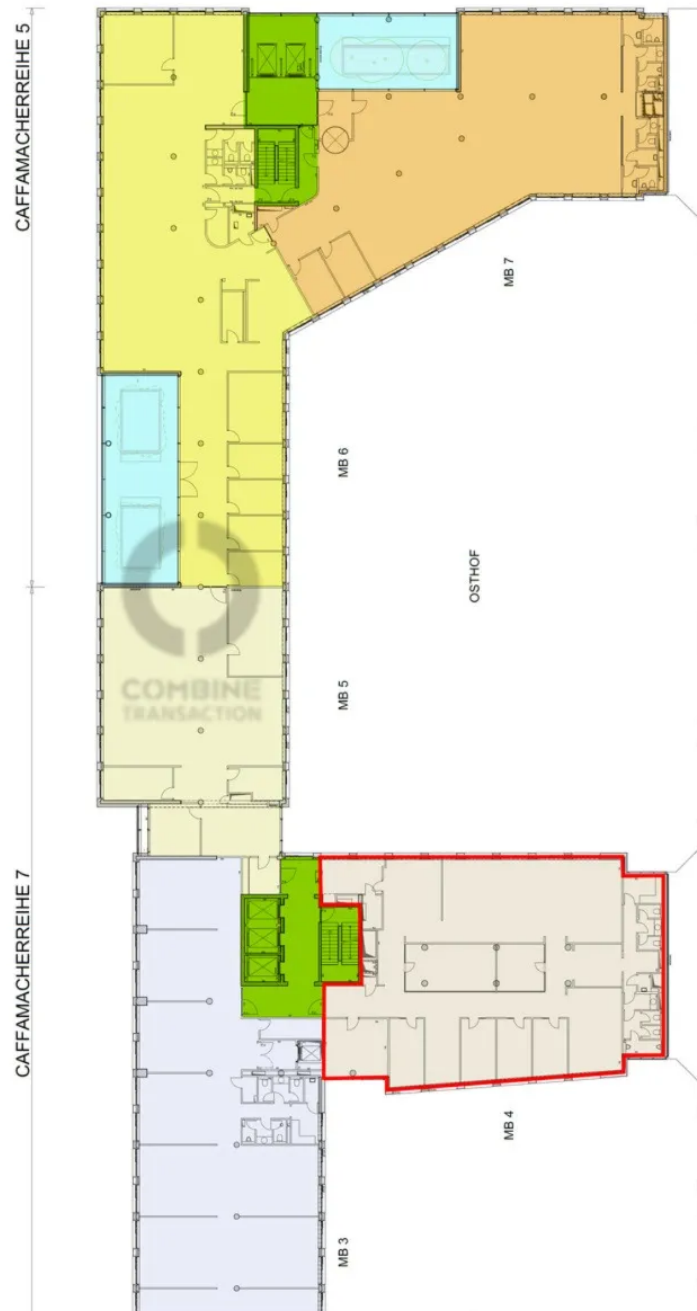 CAFFAMACHERREIHE 5
MB 7
MB 6
OSTHOF
COMBINE
TRANSACTION
MB 5
CAFFAMACHERREIHE 7
MB 4
MB 3